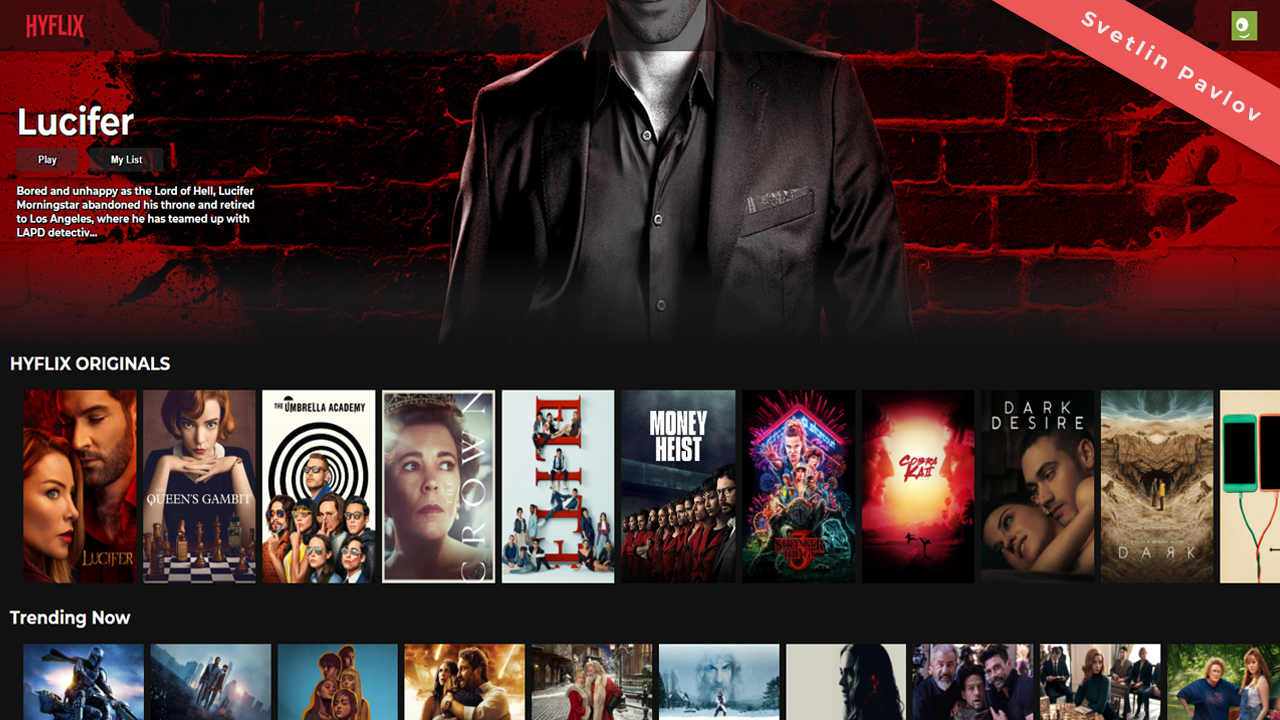 HYFLIX
Svetlin Pavlov
Lucifer
Play
My List
Bored and unhappy as the Lord of Hell, Lucifer
Morningstar abandoned his throne and retired
to Los Angeles, where he has teamed up with
LAPD detectiv...
HYFLIX ORIGINALS
LUCIFER
QUEEN'S GAMBIT
THE UMBRELLA ACADEMY
THE CROWN
ELITE
MONEY
HEIST
STRANGER
THINGS
3
COBRA
KAI
DARK
DESIRE
DARK
Trending Now